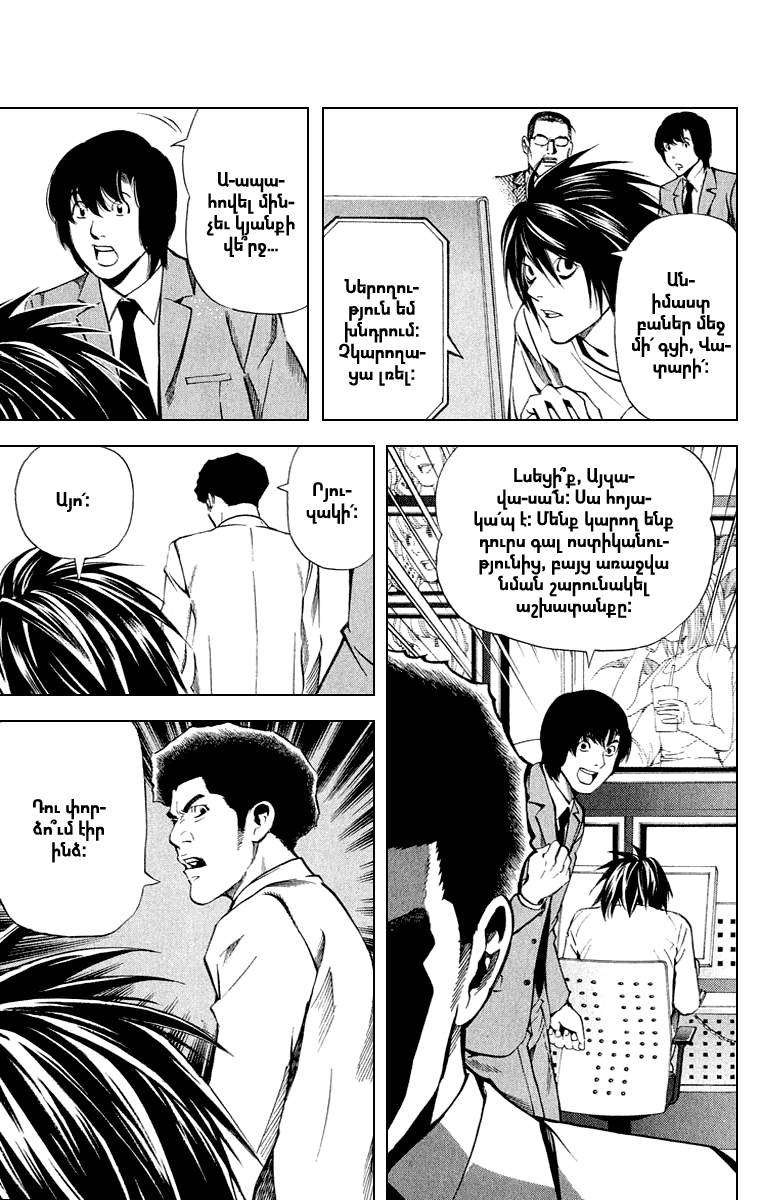 Ան-
իմաստ
բաներ մեջ
մի՛ գցի, Վա-
տարի՛:
Ներողու-
թյուն եմ
խնդրում:
Չկարողա-
ցա լռել:
Ա-ապա-
հովել մին-
չեւ կյանքի
վե՞րջ...
Լսեցի՞ք, Այզա-
վա-սա՛ն: Սա հոյա-
կա՛պ է: Մենք կարող ենք
դուրս գալ ոստիկանու-
թյունից, բայց առաջվա
նման շարունակել
աշխատանքը:
Րյու-
զակի՛:
Այո՛:
Դու փոր-
ձո՞ւմ էիր
ինձ: